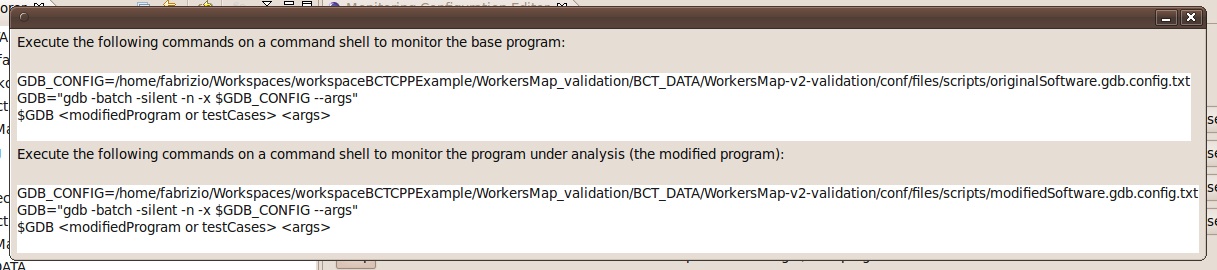 Monitoring Configuration Editor
Execute the following commands on a command shell to monitor the base program:
GDB_CONFIG=/home/fabrizio/Workspaces/workspaceBCTCPPExample/WorkersMap_validation/BCT_DATA/WorkersMap-v2-validation/conf/files/scripts/originalSoftware.gdb.config.txt
GDB="gdb -batch -silent -n -x $GDB_CONFIG --args"
$GDB <modifiedProgram or testCases> <args>
Execute the following commands on a command shell to monitor the program under analysis (the modified program):
GDB_CONFIG=/home/fabrizio/Workspaces/workspaceBCTCPPExample/WorkersMap_validation/BCT_DATA/WorkersMap-v2-validation/conf/files/scripts/modifiedSoftware.gdb.config.txt
GDB="gdb -batch -silent -n -x $GDB_CONFIG --args"
$GDB <modifiedProgram or testCases> <args>